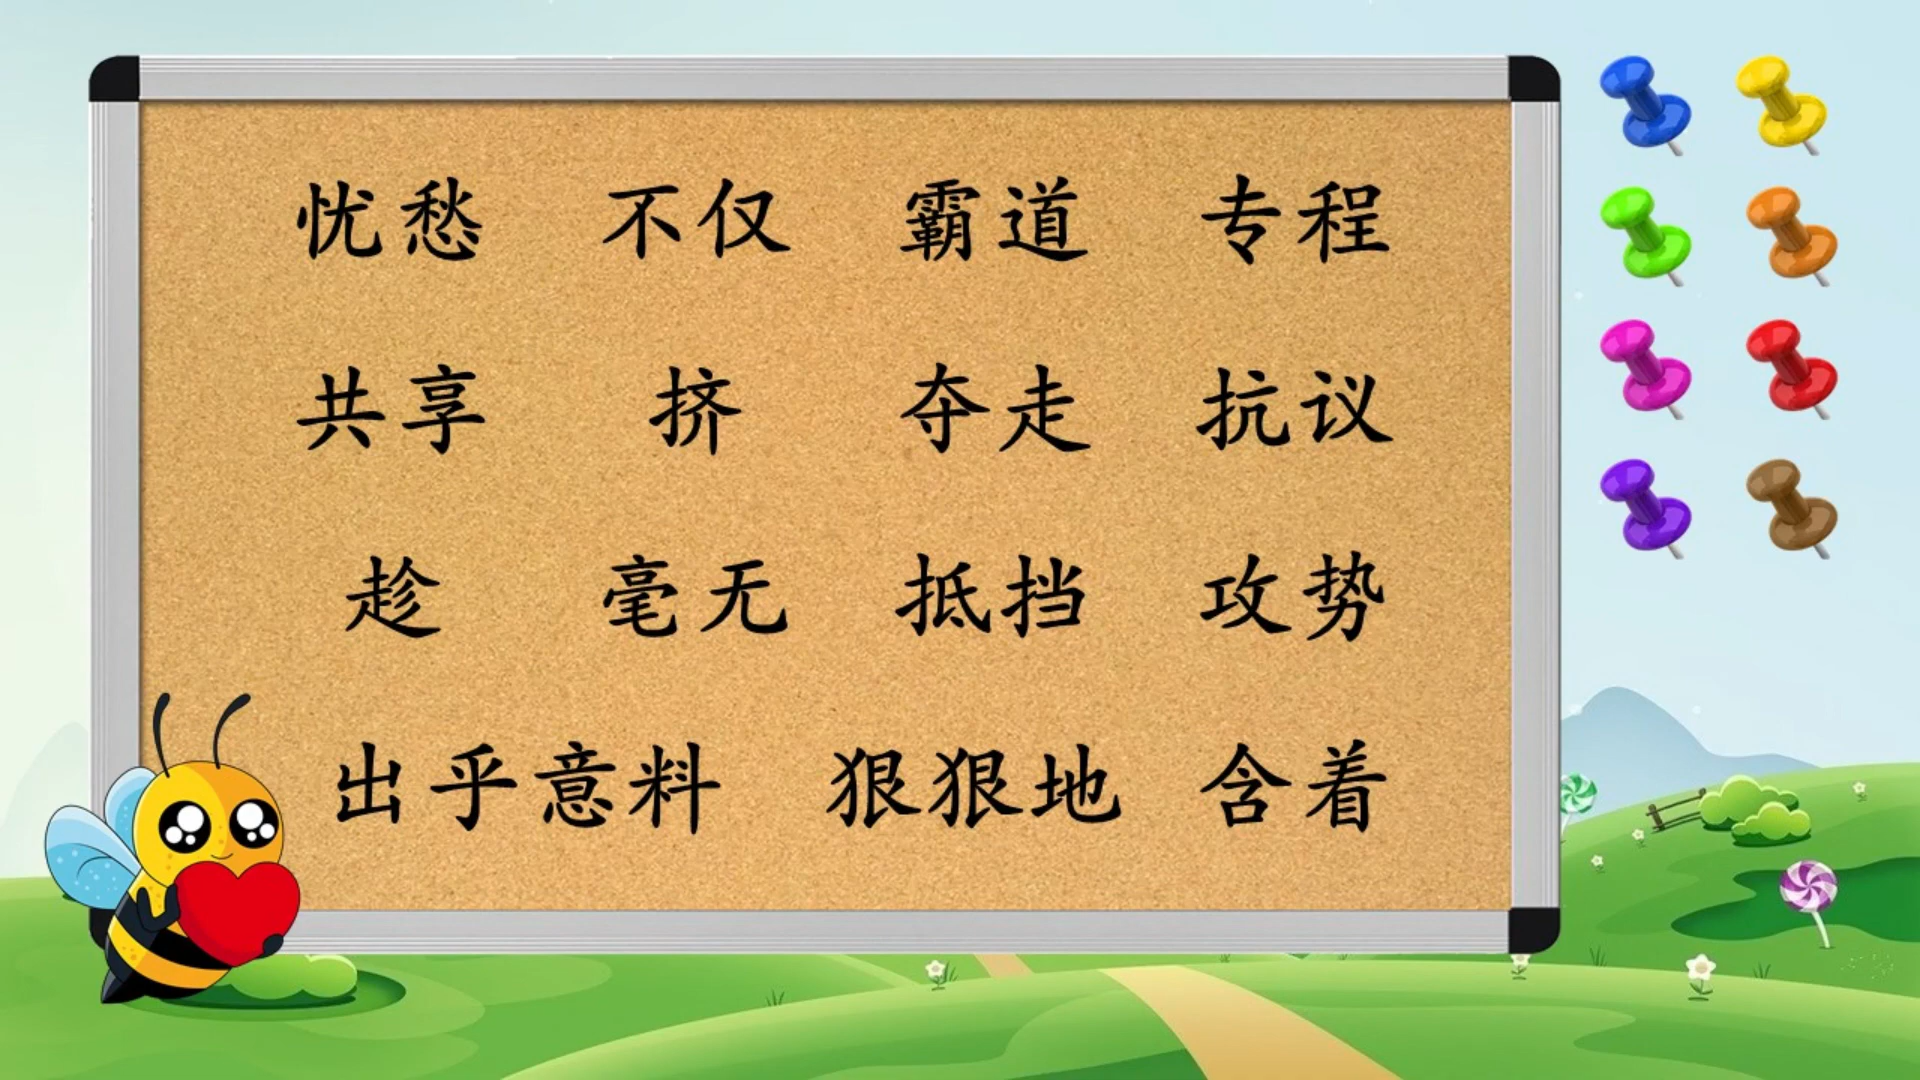 忧愁 不仅 霸道 专程
共享 挤 夺走 抗议
趁 毫无 抵挡 攻势
出乎意料 狠狠地 含着